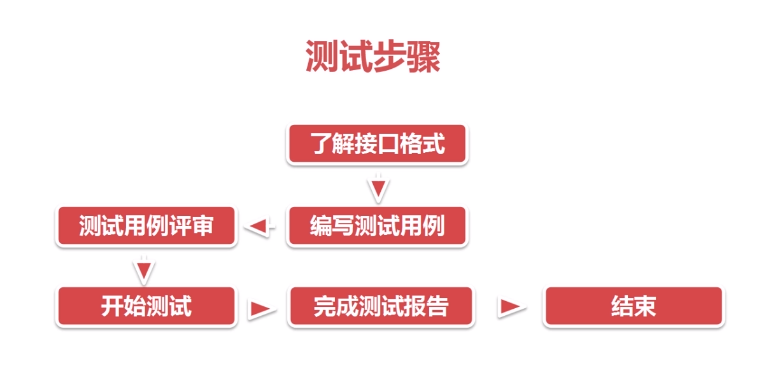 测试步骤
了解接口格式
编写测试用例
测试用例评审
开始测试
完成测试报告
结束